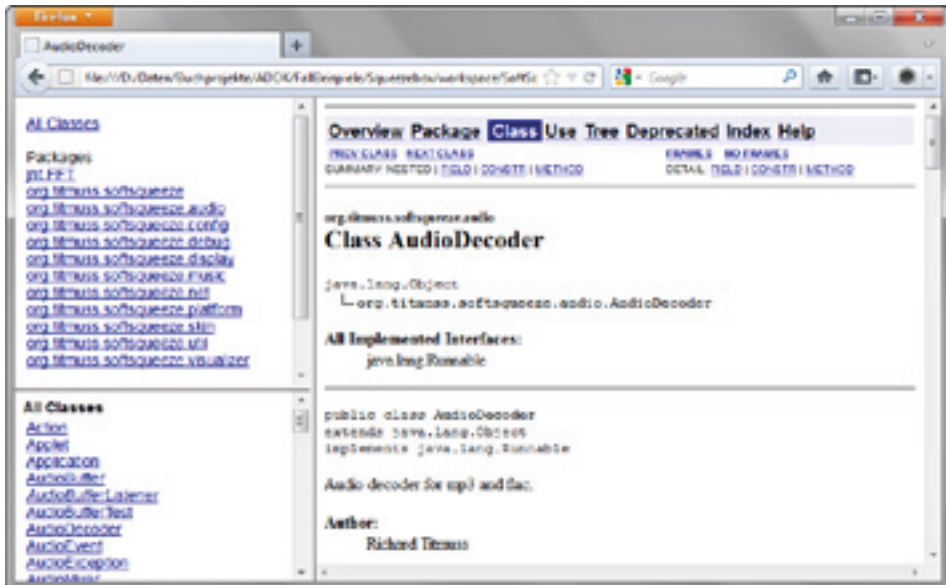 Firefox
AudioDecoder
+
Google
All Classes
Packages
jnt.FFT
org.titmuss.softsqueeze
org.titmuss.softsqueeze.audio
org.titmuss.softsqueeze.config
org.titmuss.softsqueeze.debug
org.titmuss.softsqueeze.display
org.titmuss.softsqueeze.music
org.titmuss.softsqueeze.net
org.titmuss.softsqueeze.platform
org.titmuss.softsqueeze.skin
org.titmuss.softsqueeze.util
org.titmuss.softsqueeze.visualizer
All Classes
Action
Applet
Application
AudioBuffer
AudioBufferListener
AudioBufferTest
AudioDecoder
AudioEvent
AudioException
AudioMixer
Overview Package Class Use Tree Deprecated Index Help
PREV CLASS NEXT CLASS FRAMES NO FRAMES
SUMMARY: NESTED | FIELD | CONSTR | METHOD DETAIL: FIELD | CONSTR | METHOD
org.titmuss.softsqueeze.audio
Class AudioDecoder
java.lang.Object
org.titmuss.softsqueeze.audio.AudioDecoder
All Implemented Interfaces:
java.lang.Runnable
public class AudioDecoder
extends java.lang.Object
implements java.lang.Runnable
Audio decoder for mp3 and flac.
Author:
Richard Titmuss